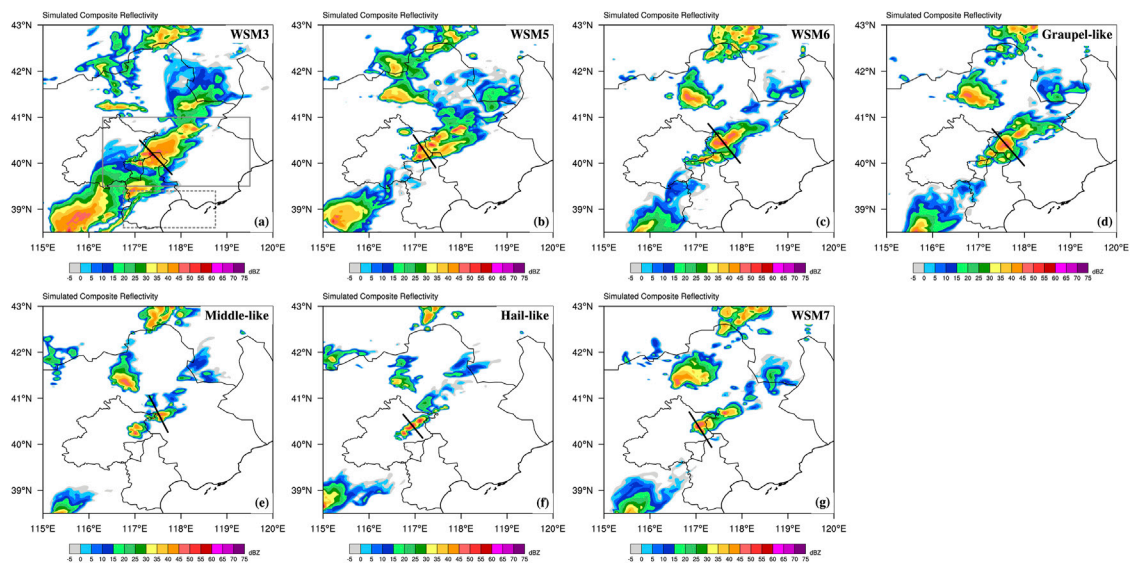 Simulated Composite Reflectivity
WSM3
43°N
42°N
41°N
40°N
39°N
(a)
115°E 116°E 117°E 118°E 119°E 120°E
-5 0 5 10 15 20 25 30 35 40 45 50 55 60 65 70 75
dBZ
Simulated Composite Reflectivity
WSM5
43°N
42°N
41°N
40°N
39°N
(b)
115°E 116°E 117°E 118°E 119°E 120°E
-5 0 5 10 15 20 25 30 35 40 45 50 55 60 65 70 75
dBZ
Simulated Composite Reflectivity
WSM6
43°N
42°N
41°N
40°N
39°N
(c)
115°E 116°E 117°E 118°E 119°E 120°E
-5 0 5 10 15 20 25 30 35 40 45 50 55 60 65 70 75
dBZ
Simulated Composite Reflectivity
Graupel-like
43°N
42°N
41°N
40°N
39°N
(d)
115°E 116°E 117°E 118°E 119°E 120°E
-5 0 5 10 15 20 25 30 35 40 45 50 55 60 65 70 75
dBZ
Simulated Composite Reflectivity
Middle-like
43°N
42°N
41°N
40°N
39°N
(e)
115°E 116°E 117°E 118°E 119°E 120°E
-5 0 5 10 15 20 25 30 35 40 45 50 55 60 65 70 75
dBZ
Simulated Composite Reflectivity
Hail-like
43°N
42°N
41°N
40°N
39°N
(f)
115°E 116°E 117°E 118°E 119°E 120°E
-5 0 5 10 15 20 25 30 35 40 45 50 55 60 65 70 75
dBZ
Simulated Composite Reflectivity
WSM7
43°N
42°N
41°N
40°N
39°N
(g)
115°E 116°E 117°E 118°E 119°E 120°E
-5 0 5 10 15 20 25 30 35 40 45 50 55 60 65 70 75
dBZ